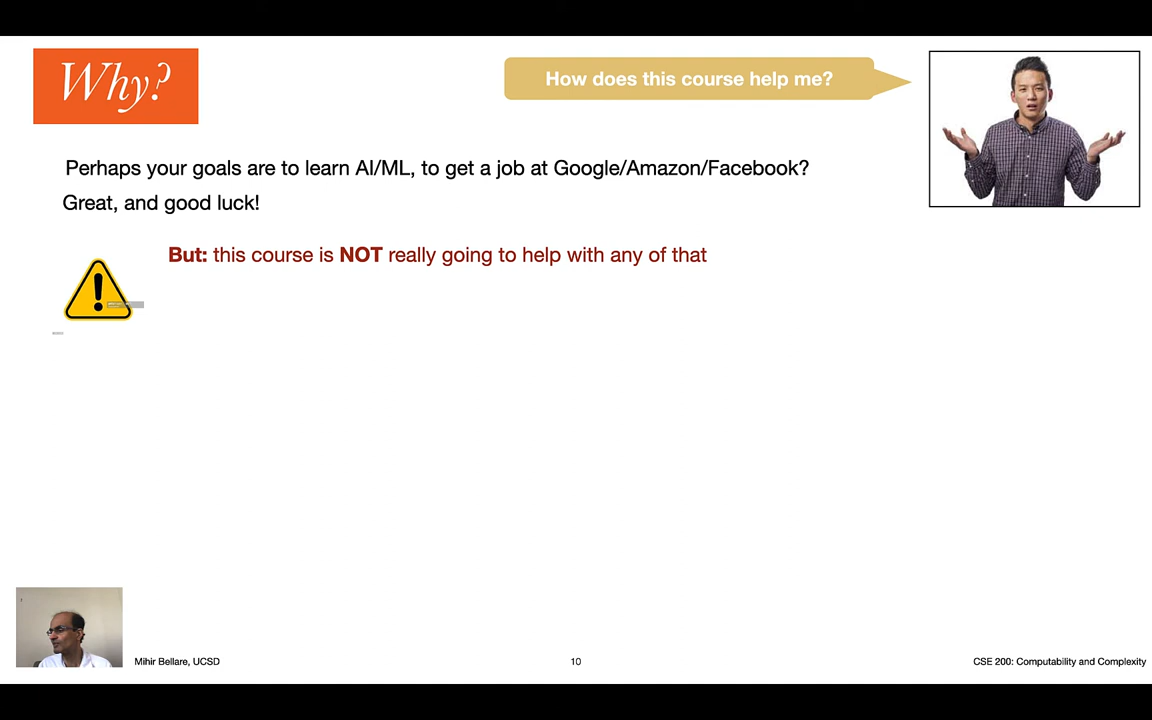 Why?
How does this course help me?
Perhaps your goals are to learn AI/ML, to get a job at Google/Amazon/Facebook?
Great, and good luck!
But: this course is NOT really going to help with any of that
Mihir Bellare, UCSD
10
CSE 200: Computability and Complexity